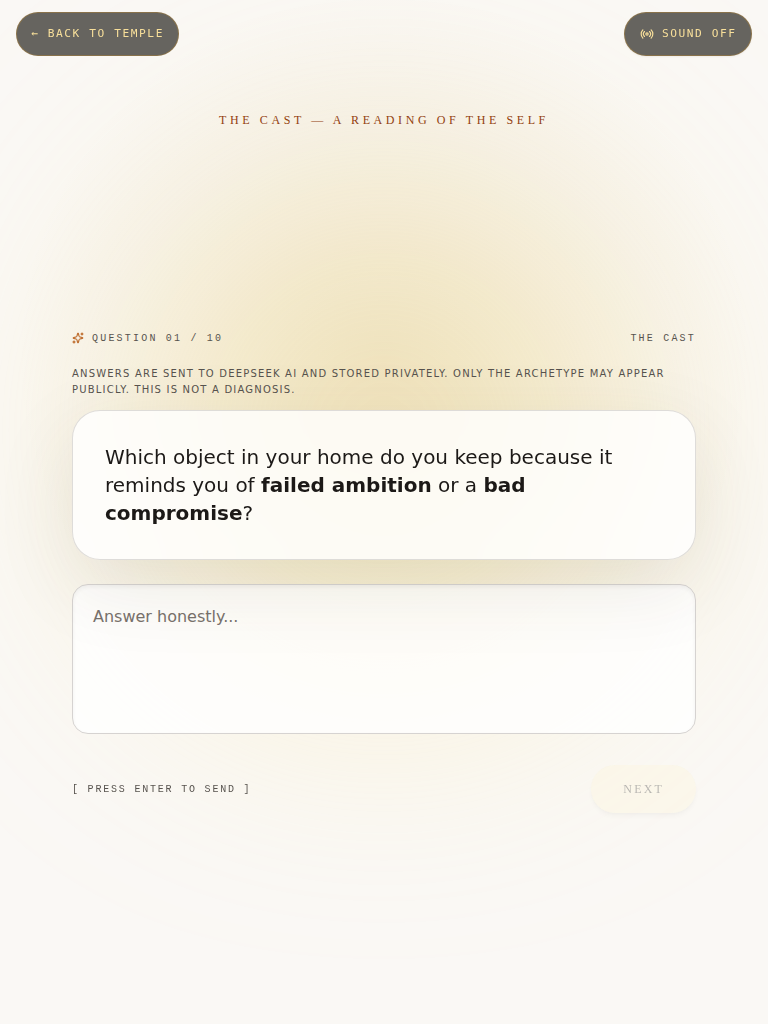 ← BACK TO TEMPLE
SOUND OFF
THE CAST — A READING OF THE SELF
QUESTION 01 / 10
THE CAST
ANSWERS ARE SENT TO DEEPSEEK AI AND STORED PRIVATELY. ONLY THE ARCHETYPE MAY APPEAR
PUBLICLY. THIS IS NOT A DIAGNOSIS.
Which object in your home do you keep because it
reminds you of failed ambition or a bad
compromise?
Answer honestly...
[ PRESS ENTER TO SEND ]
NEXT